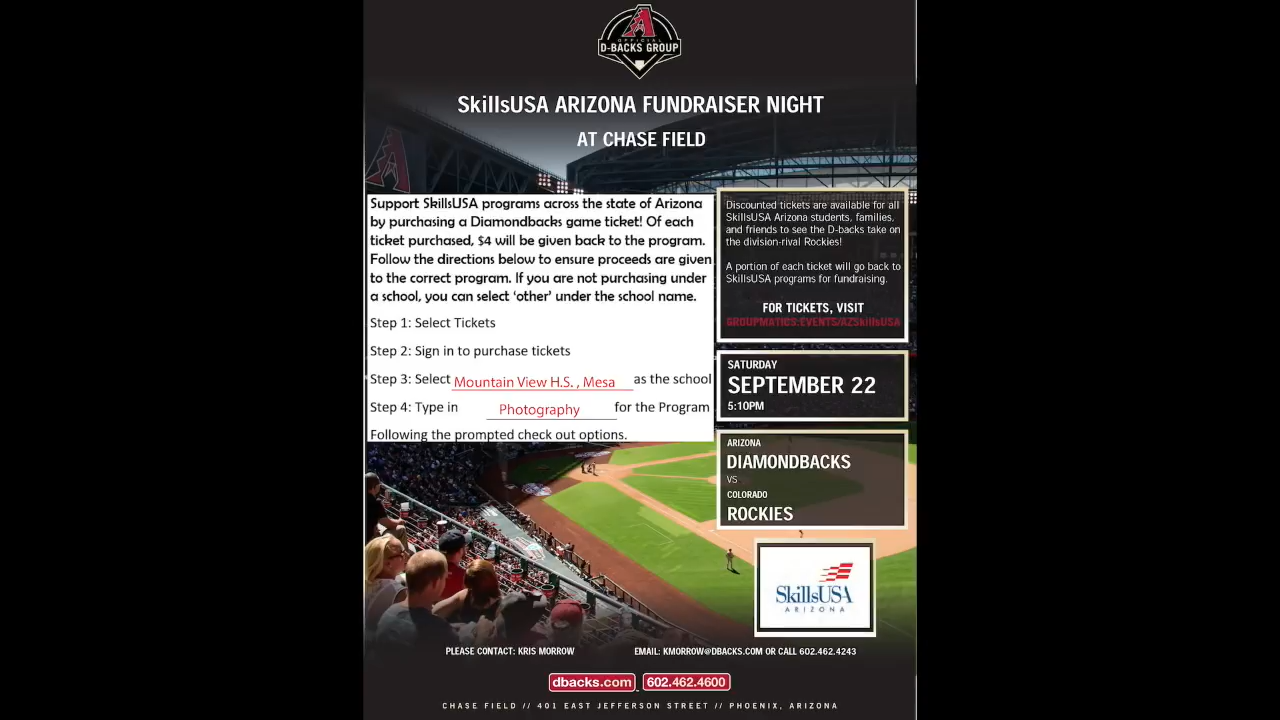 OFFICIAL
D-BACKS GROUP
SkillsUSA ARIZONA FUNDRAISER NIGHT
AT CHASE FIELD
Support SkillsUSA programs across the state of Arizona
by purchasing a Diamondbacks game ticket! Of each
ticket purchased, $4 will be given back to the program.
Follow the directions below to ensure proceeds are given
to the correct program. If you are not purchasing under
a school, you can select 'other' under the school name.
Step 1: Select Tickets
Step 2: Sign in to purchase tickets
Step 3: Select Mountain View H.S. , Mesa as the school
Step 4: Type in Photography for the Program
Following the prompted check out options.
Discounted tickets are available for all
SkillsUSA Arizona students, families,
and friends to see the D-backs take on
the division-rival Rockies!
A portion of each ticket will go back to
SkillsUSA programs for fundraising.
FOR TICKETS, VISIT
GROUPMATICS.EVENTS/AZSkillsUSA
SATURDAY
SEPTEMBER 22
5:10PM
ARIZONA
DIAMONDBACKS
VS
COLORADO
ROCKIES
SkillsUSA
ARIZONA
PLEASE CONTACT: KRIS MORROW EMAIL: KMORROW@DBACKS.COM OR CALL 602.462.4243
dbacks.com 602.462.4600
CHASE FIELD // 401 EAST JEFFERSON STREET // PHOENIX, ARIZONA